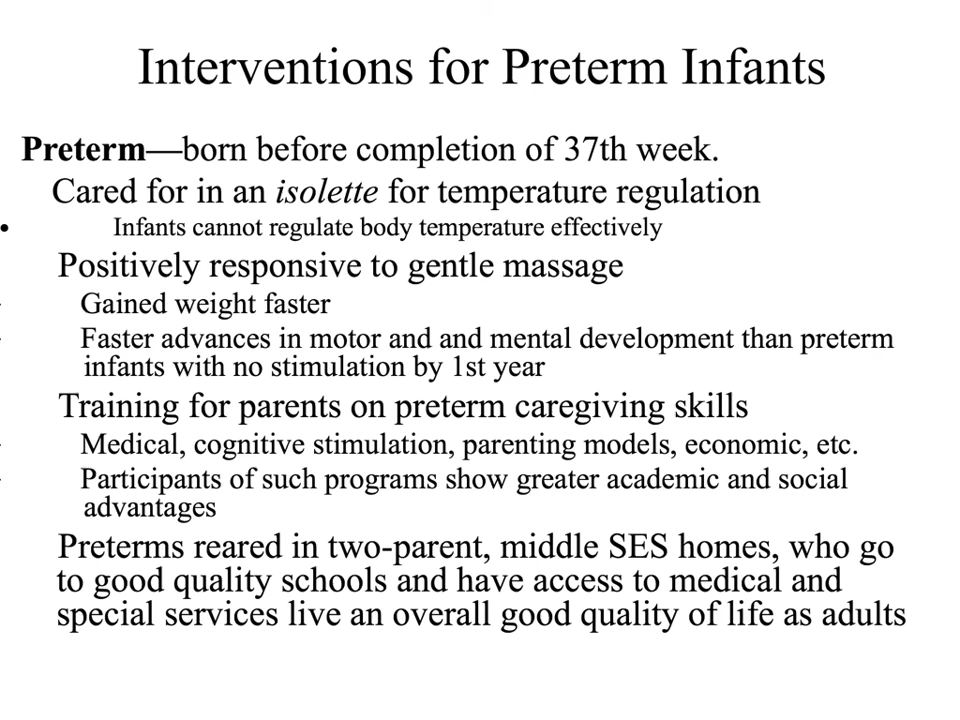 Interventions for Preterm Infants
Preterm—born before completion of 37th week.
Cared for in an isolette for temperature regulation
• Infants cannot regulate body temperature effectively
Positively responsive to gentle massage
Gained weight faster
Faster advances in motor and and mental development than preterm
infants with no stimulation by 1st year
Training for parents on preterm caregiving skills
Medical, cognitive stimulation, parenting models, economic, etc.
Participants of such programs show greater academic and social
advantages
Preterms reared in two-parent, middle SES homes, who go
to good quality schools and have access to medical and
special services live an overall good quality of life as adults